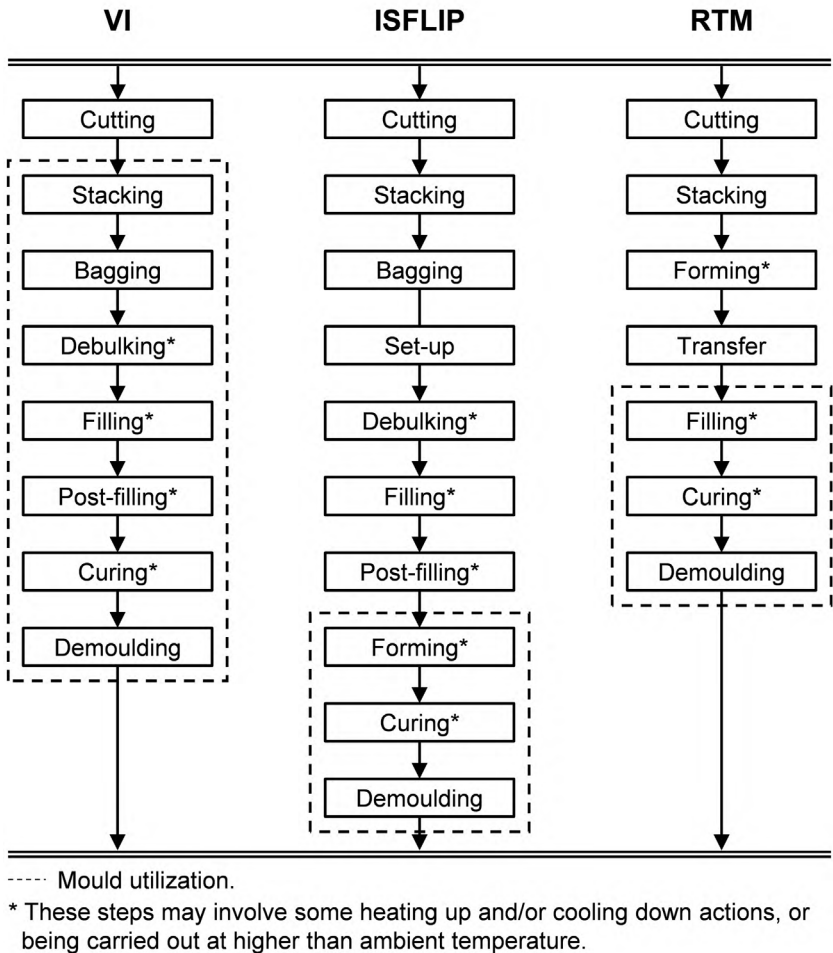 VI
ISFLIP
RTM
Cutting
Stacking
Bagging
Debulking*
Filling*
Post-filling*
Curing*
Demoulding
Cutting
Stacking
Bagging
Set-up
Debulking*
Filling*
Post-filling*
Forming*
Curing*
Demoulding
Cutting
Stacking
Forming*
Transfer
Filling*
Curing*
Demoulding
----- Mould utilization.
* These steps may involve some heating up and/or cooling down actions, or
being carried out at higher than ambient temperature.